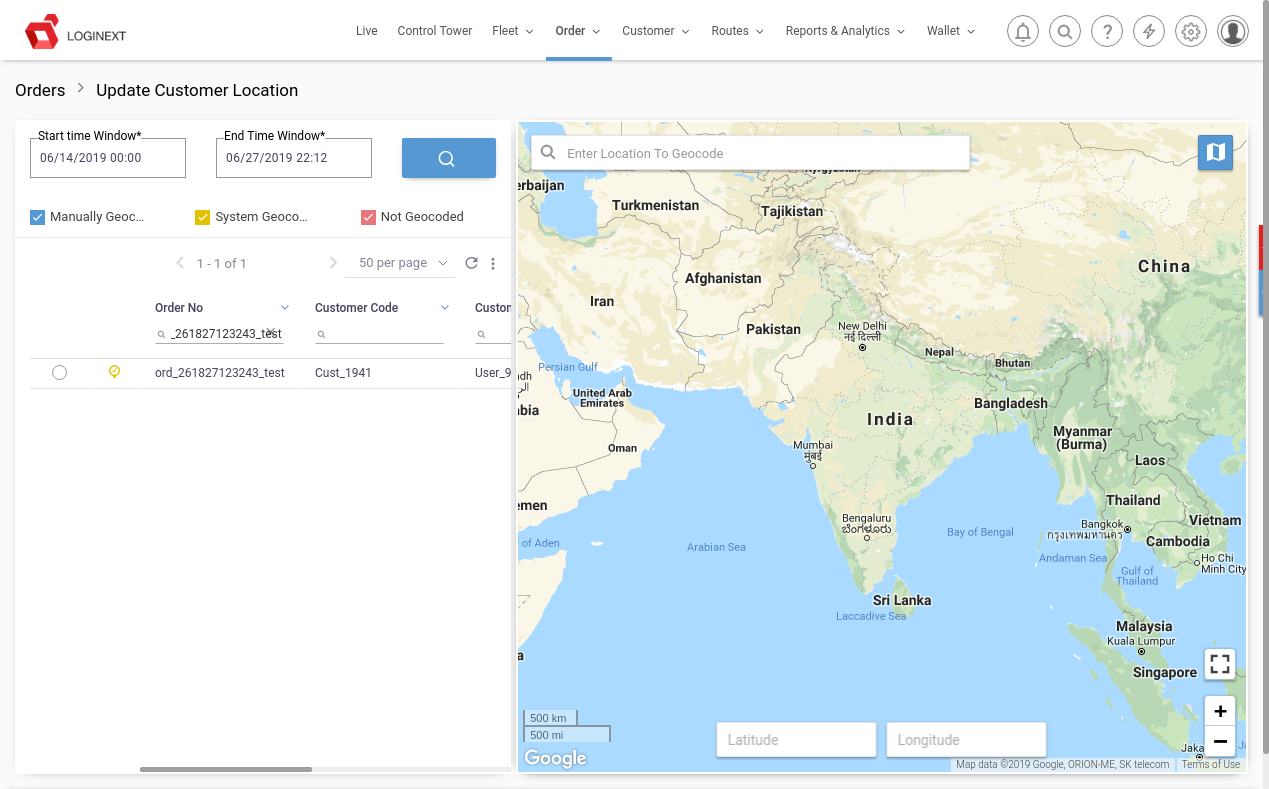 LOGINEXT
Live Control Tower Fleet Order Customer Routes Reports & Analytics Wallet
Orders > Update Customer Location
Start time Window*
End Time Window*
06/14/2019 00:00
06/27/2019 22:12
Manually Geoc...
System Geoco...
Not Geocoded
1 - 1 of 1
50 per page
Order No
Customer Code
_261827123243_test
ord_261827123243_test
Cust_1941
User_9
Enter Location To Geocode
erbaijan
Turkmenistan
Tajikistan
Afghanistan
China
Iran
Pakistan
New Delhi
नई दिल्ली
Nepal
Bhutan
Persian Gulf
United Arab
Emirates
bia
Bangladesh
India
Myanmar
(Burma)
Mumbai
मुंबई
Oman
Laos
Thailand
emen
Bengaluru
ಬೆಂಗಳೂರು
Vietnam
Bangkok
กรุงเทพมหานคร
Bay of Bengal
of Aden
Arabian Sea
Cambodia
Andaman Sea
Ho Chi
Minh City
Gulf of
Thailand
Sri Lanka
Laccadive Sea
Malaysia
Kuala Lumpur
Singapore
+
500 km
500 mi
Latitude
Longitude
−
Google
Map data ©2019 Google, ORION-ME, SK telecom
Terms of Use